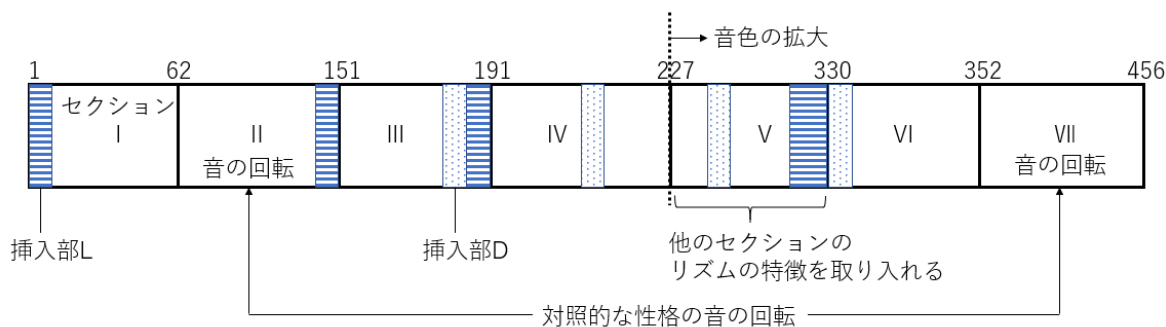 音色の拡大
1 62 151 191 227 330 352 456
セクション
I II III IV V VI VII
音の回転 音の回転
挿入部L 挿入部D 他のセクションの
リズムの特徴を取り入れる
対照的な性格の音の回転